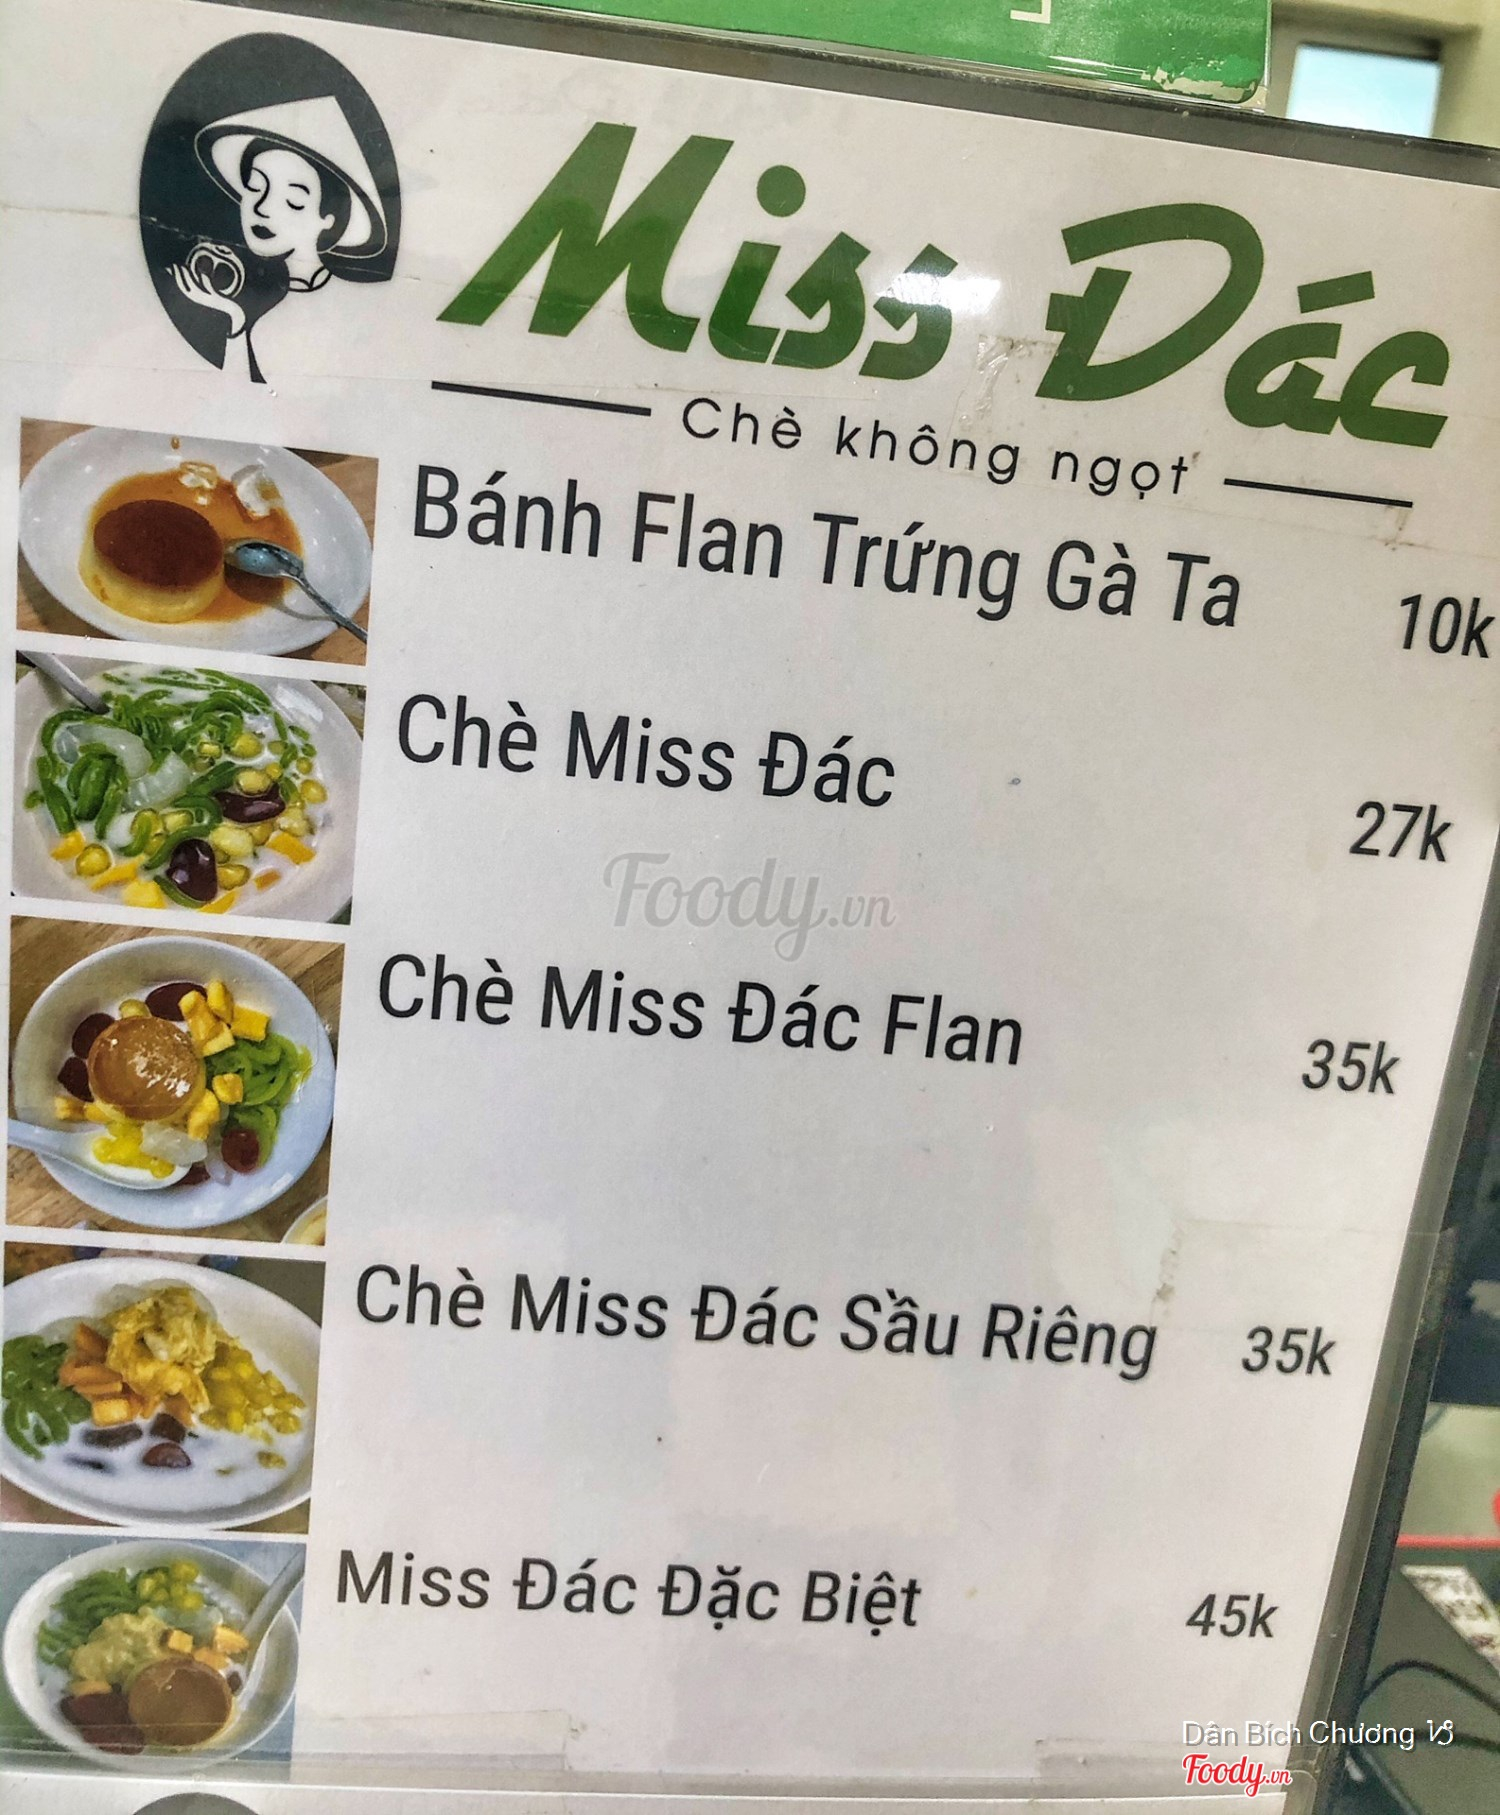 Miss Đác
Chè không ngọt
Bánh Flan Trứng Gà Ta 10k
Chè Miss Đác 27k
Foody.vn
Chè Miss Đác Flan 35k
Chè Miss Đác Sầu Riêng 35k
Miss Đác Đặc Biệt 45k
Dân Bích Chương ♑
Foody.vn